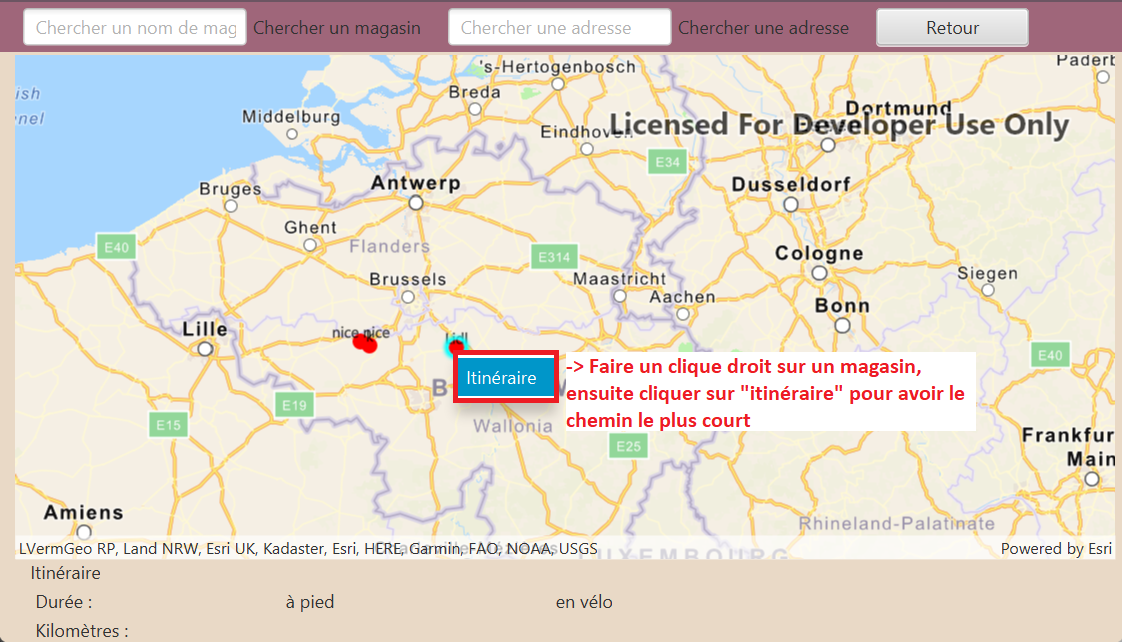 Chercher un nom de mag Chercher un magasin Chercher une adresse Chercher une adresse Retour
's-Hertogenbosch
Paderb
ish
nel
Breda
Middelburg
Dortmund
Eindhoven
Licensed For Developer Use Only
E34
Bruges
Antwerp
Dusseldorf
Ghent
Flanders
E40
E314
Cologne
Brussels
Maastricht
Siegen
Aachen
Bonn
Lille
nice nice
Lidl
E40
Itinéraire
-> Faire un clique droit sur un magasin,
ensuite cliquer sur "itinéraire" pour avoir le
chemin le plus court
B
E19
E15
Wallonia
E25
Frankfur
Main
Amiens
Rhineland-Palatinate
LVermGeo RP, Land NRW, Esri UK, Kadaster, Esri, HERE, Garmin, FAO, NOAA, USGS
LUXEMBOURG
Powered by Esri
Itinéraire
Durée : à pied en vélo
Kilomètres :